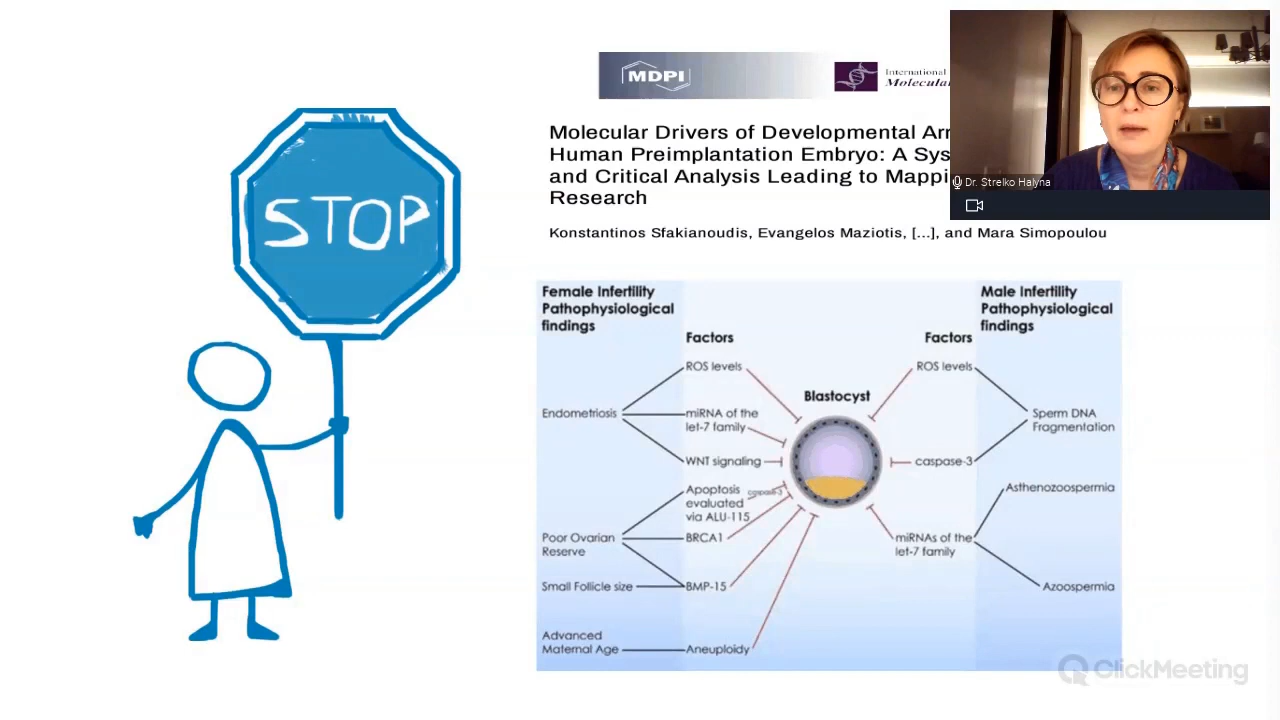 STOP
MDPI
International
Molecular
Molecular Drivers of Developmental Arr
Human Preimplantation Embryo: A Sys
and Critical Analysis Leading to Mappi
Research
Konstantinos Sfakianoudis, Evangelos Maziotis, [...], and Mara Simopoulou
Dr. Strelko Halyna
Female Infertility
Pathophysiological
findings
Factors
ROS levels
Endometriosis
miRNA of the
let-7 family
WNT signaling
Apoptosis
evaluated
via ALU-115
caspase-3
Poor Ovarian
Reserve
BRCA1
Small Follicle size
BMP-15
Advanced
Maternal Age
Aneuploidy
Blastocyst
Male Infertility
Pathophysiological
findings
Factors
ROS levels
Sperm DNA
Fragmentation
caspase-3
Asthenozoospermia
miRNAs of the
let-7 family
Azoospermia
ClickMeeting